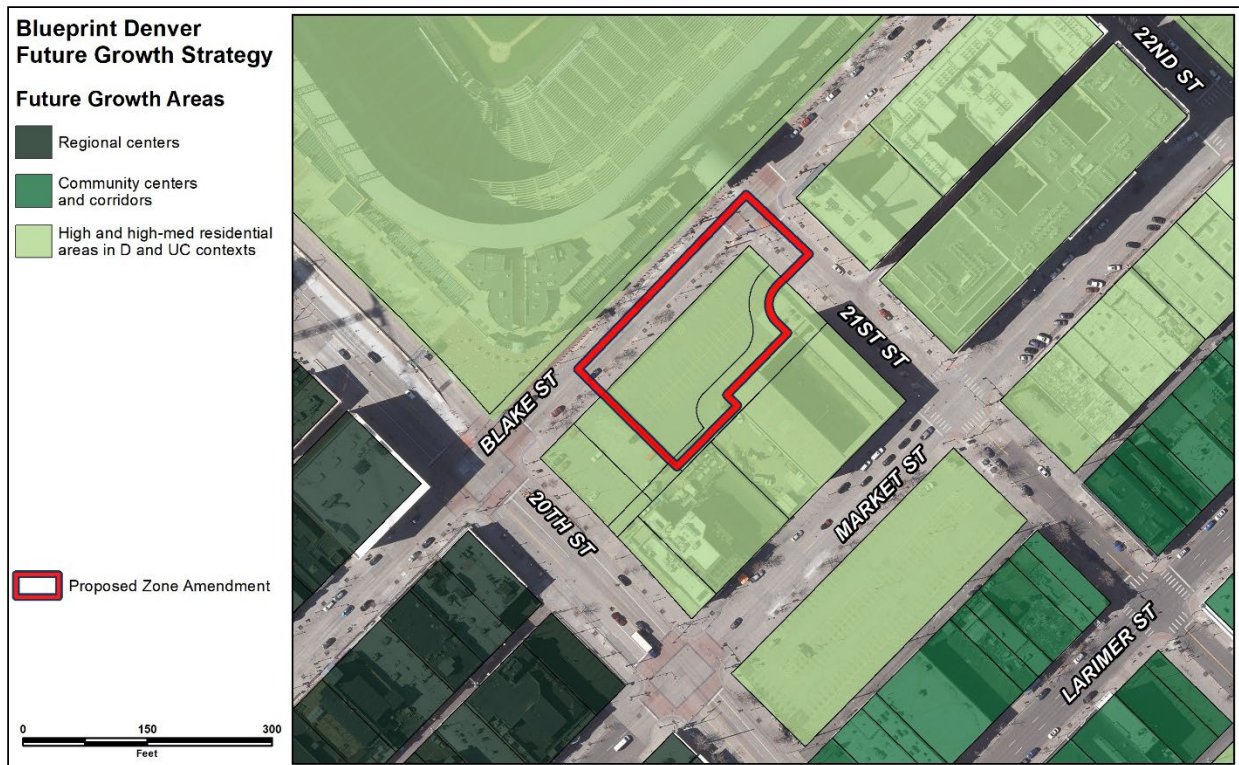 Blueprint Denver
Future Growth Strategy
Future Growth Areas
Regional centers
Community centers
and corridors
High and high-med residential
areas in D and UC contexts
Proposed Zone Amendment
0 150 300
Feet
22ND ST
21ST ST
BLAKE ST
20TH ST
MARKET ST
LARIMER ST